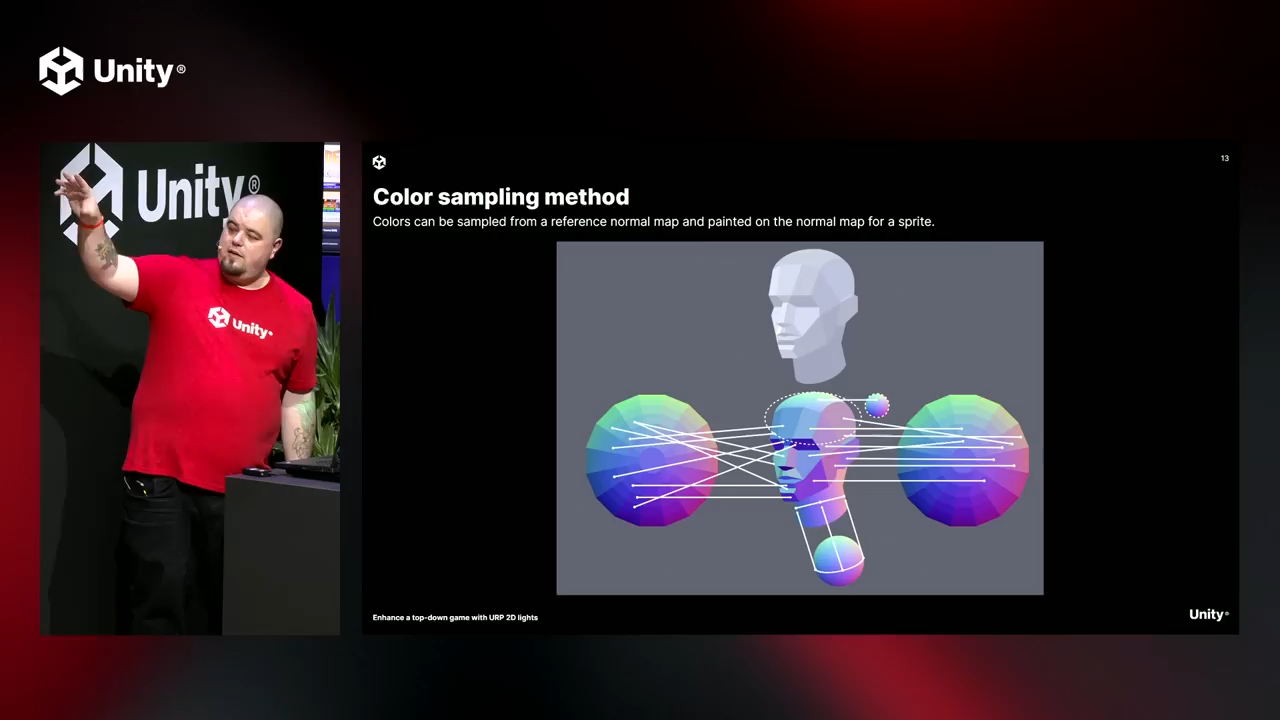 Unity®
Unity®
Unity
13
Color sampling method
Colors can be sampled from a reference normal map and painted on the normal map for a sprite.
Enhance a top-down game with URP 2D lights
Unity